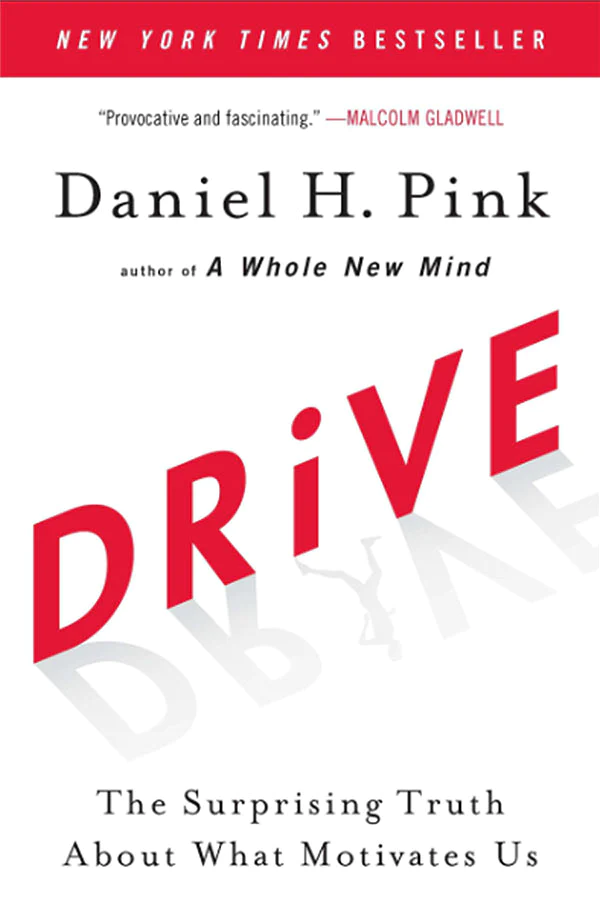 NEW YORK TIMES BESTSELLER
“Provocative and fascinating.” —MALCOLM GLADWELL
Daniel H. Pink
author of A Whole New Mind
DRiVE
The Surprising Truth
About What Motivates Us